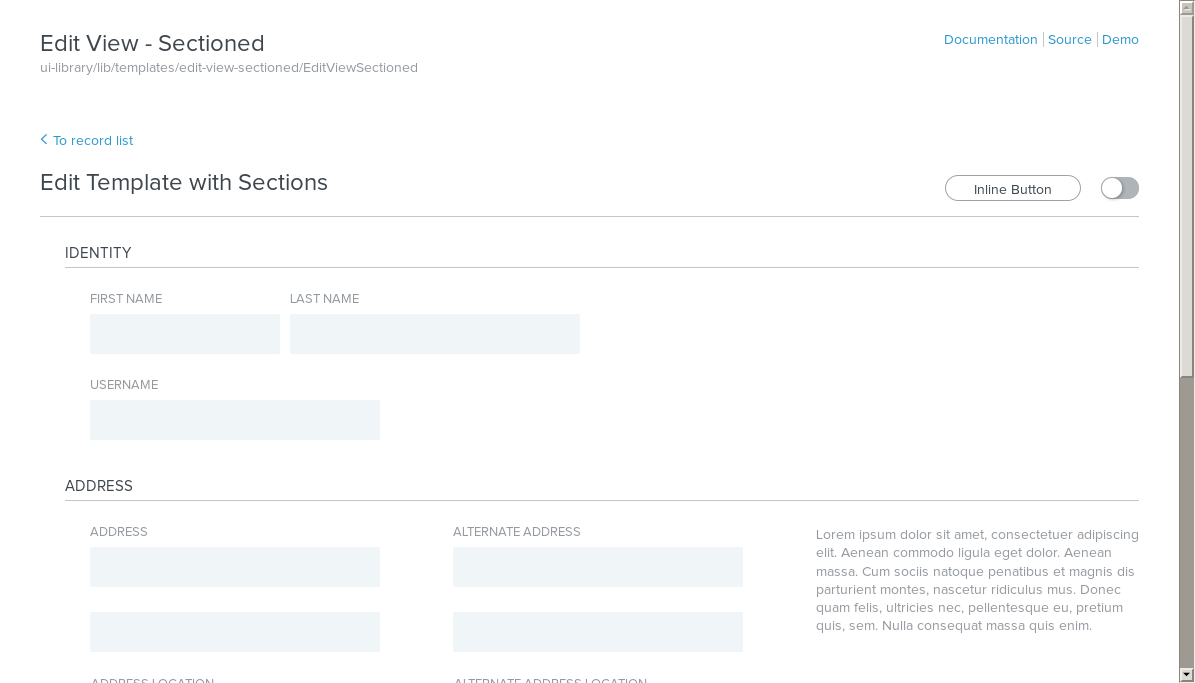 Edit View - Sectioned
Documentation
Source
Demo
ui-library/lib/templates/edit-view-sectioned/EditViewSectioned
To record list
Edit Template with Sections
Inline Button
IDENTITY
FIRST NAME
LAST NAME
USERNAME
ADDRESS
ADDRESS
ALTERNATE ADDRESS
Lorem ipsum dolor sit amet, consectetuer adipiscing
elit. Aenean commodo ligula eget dolor. Aenean
massa. Cum sociis natoque penatibus et magnis dis
parturient montes, nascetur ridiculus mus. Donec
quam felis, ultricies nec, pellentesque eu, pretium
quis, sem. Nulla consequat massa quis enim.
ADDRESS LOCATION
ALTERNATE ADDRESS LOCATION